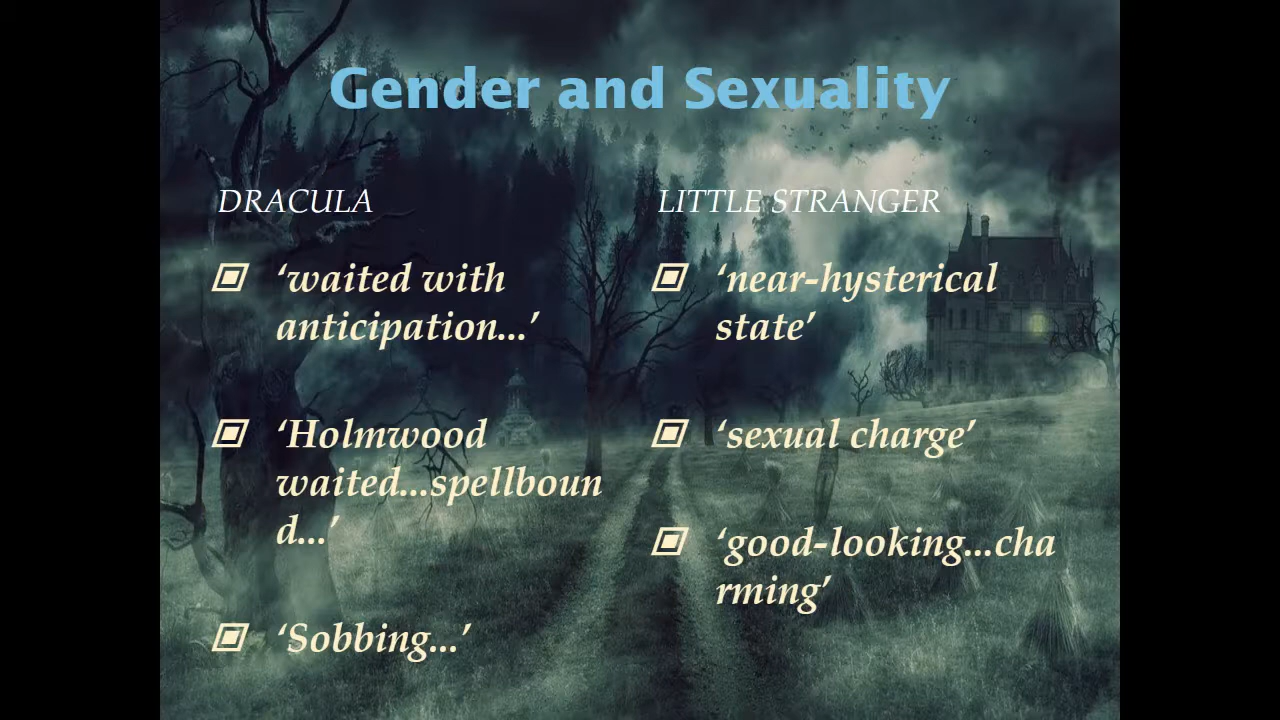 Gender and Sexuality
DRACULA
‘waited with
anticipation...’
‘Holmwood
waited...spellboun
d...’
‘Sobbing...’
LITTLE STRANGER
‘near-hysterical
state’
‘sexual charge’
‘good-looking...cha
rming’